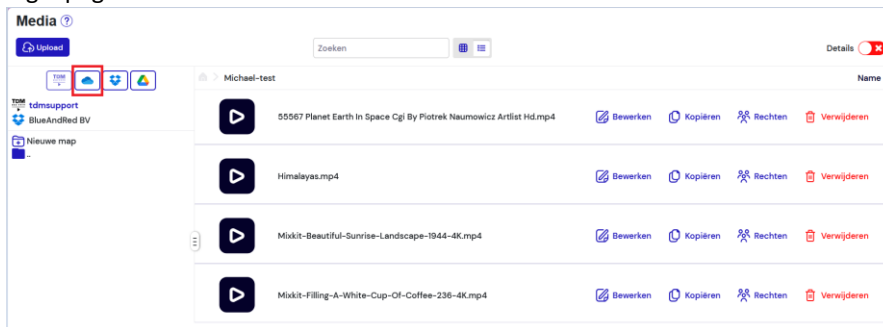 Media ?
Upload
Zoeken
Details
TDM
Michael-test
Name
TDM tdmsupport
BlueAndRed BV
Nieuwe map
..
55567 Planet Earth In Space Cgi By Piotrek Naumowicz Artlist Hd.mp4 Bewerken Kopiëren Rechten Verwijderen
Himalayas.mp4 Bewerken Kopiëren Rechten Verwijderen
Mixkit-Beautiful-Sunrise-Landscape-1944-4K.mp4 Bewerken Kopiëren Rechten Verwijderen
Mixkit-Filling-A-White-Cup-Of-Coffee-236-4K.mp4 Bewerken Kopiëren Rechten Verwijderen